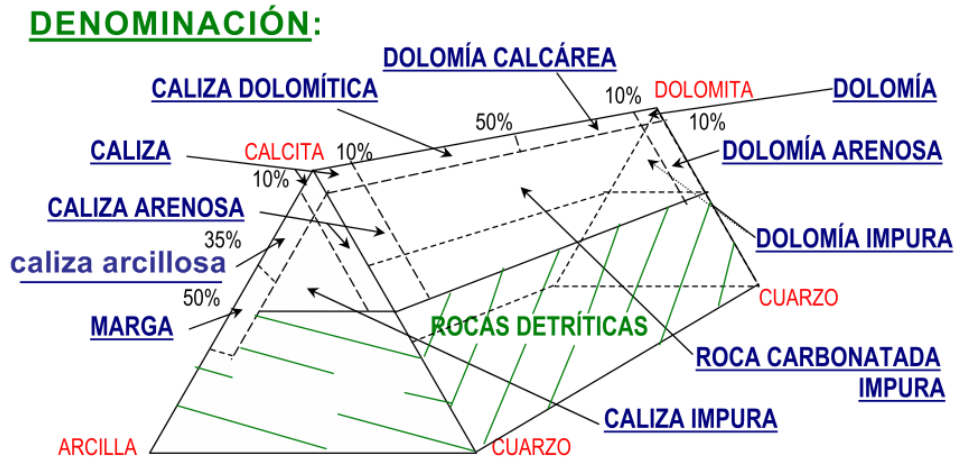 DENOMINACIÓN:
DOLOMÍA CALCÁREA
CALIZA DOLOMÍTICA
10%
DOLOMITA
DOLOMÍA
50%
10%
CALIZA
CALCITA
10%
DOLOMÍA ARENOSA
10%
CALIZA ARENOSA
35%
DOLOMÍA IMPURA
caliza arcillosa
50%
CUARZO
MARGA
ROCAS DETRÍTICAS
ROCA CARBONATADA
IMPURA
CALIZA IMPURA
ARCILLA
CUARZO